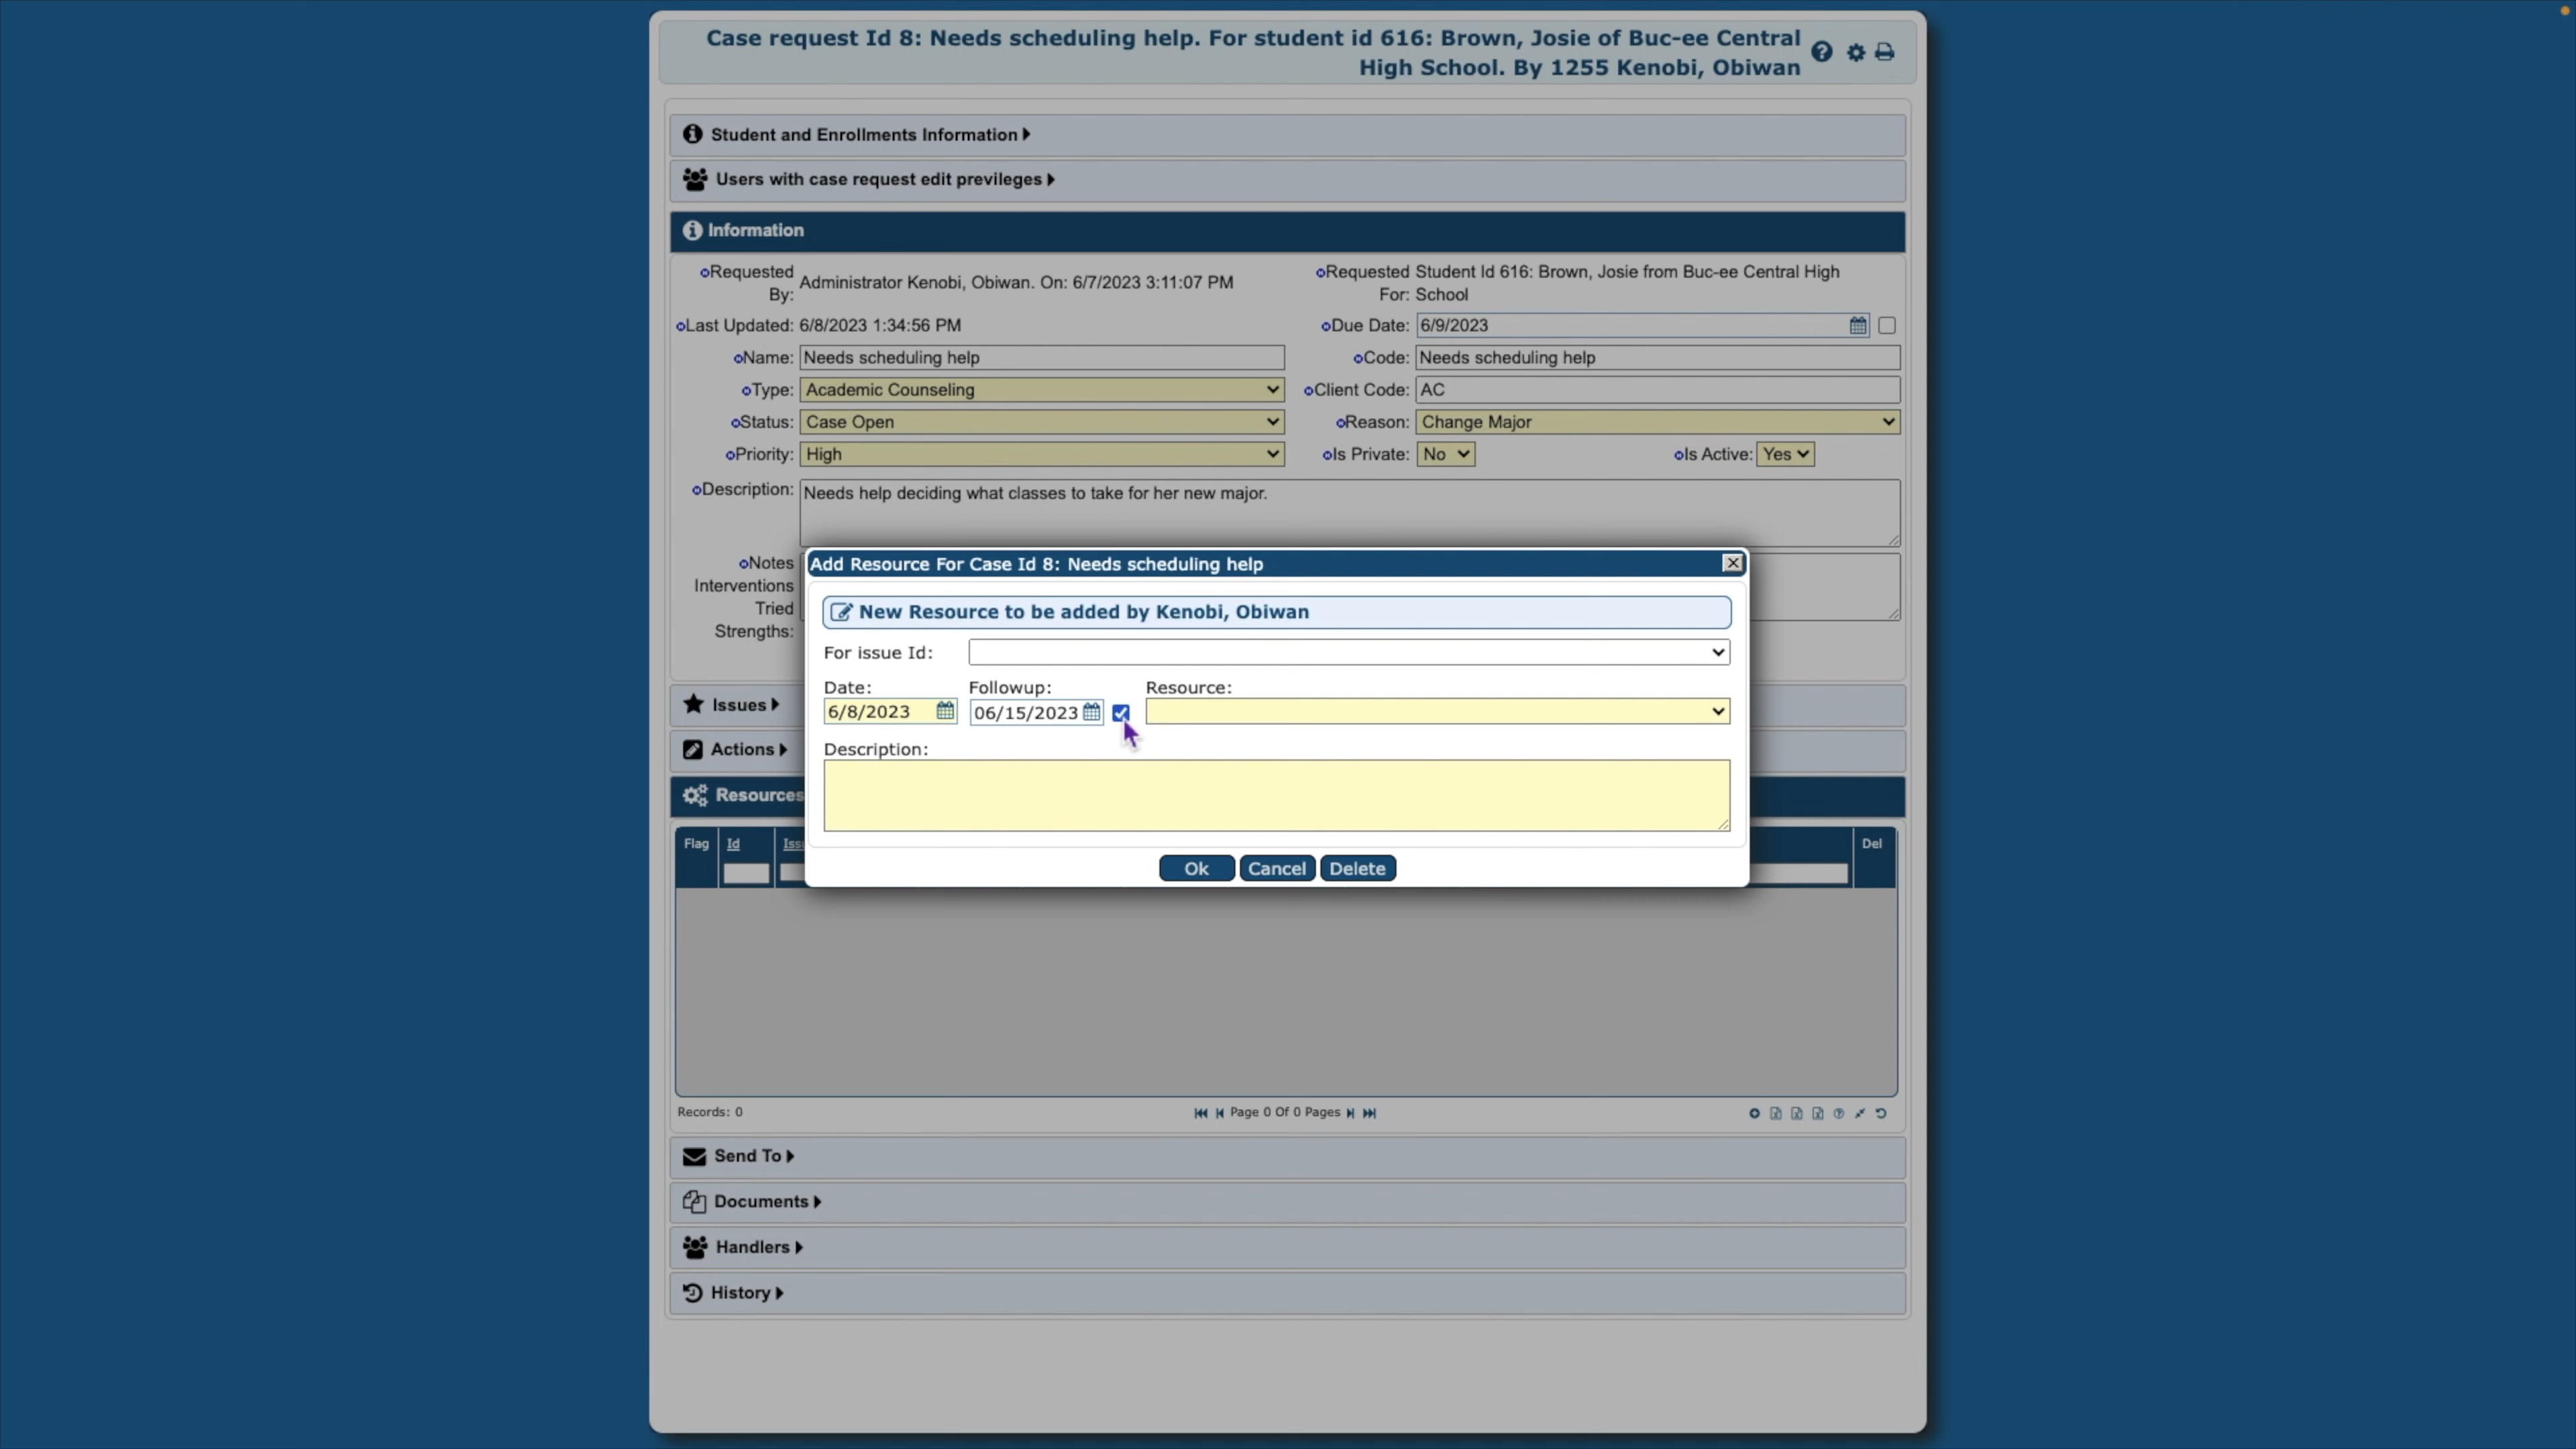 Case request Id 8: Needs scheduling help. For student id 616: Brown, Josie of Buc-ee Central
High School. By 1255 Kenobi, Obiwan
Student and Enrollments Information
Users with case request edit previleges
Information
Requested By: Administrator Kenobi, Obiwan. On: 6/7/2023 3:11:07 PM
Requested For: Student Id 616: Brown, Josie from Buc-ee Central High School
Last Updated: 6/8/2023 1:34:56 PM
Due Date: 6/9/2023
Name: Needs scheduling help
Code: Needs scheduling help
Type: Academic Counseling
Client Code: AC
Status: Case Open
Reason: Change Major
Priority: High
Is Private: No
Is Active: Yes
Description: Needs help deciding what classes to take for her new major.
Notes
Interventions
Tried
Strengths:
Add Resource For Case Id 8: Needs scheduling help
New Resource to be added by Kenobi, Obiwan
For issue Id:
Date: Followup: Resource:
6/8/2023 06/15/2023
Description:
Ok Cancel Delete
Issues
Actions
Resources
Flag Id Del
Records: 0 Page 0 Of 0 Pages
Send To
Documents
Handlers
History